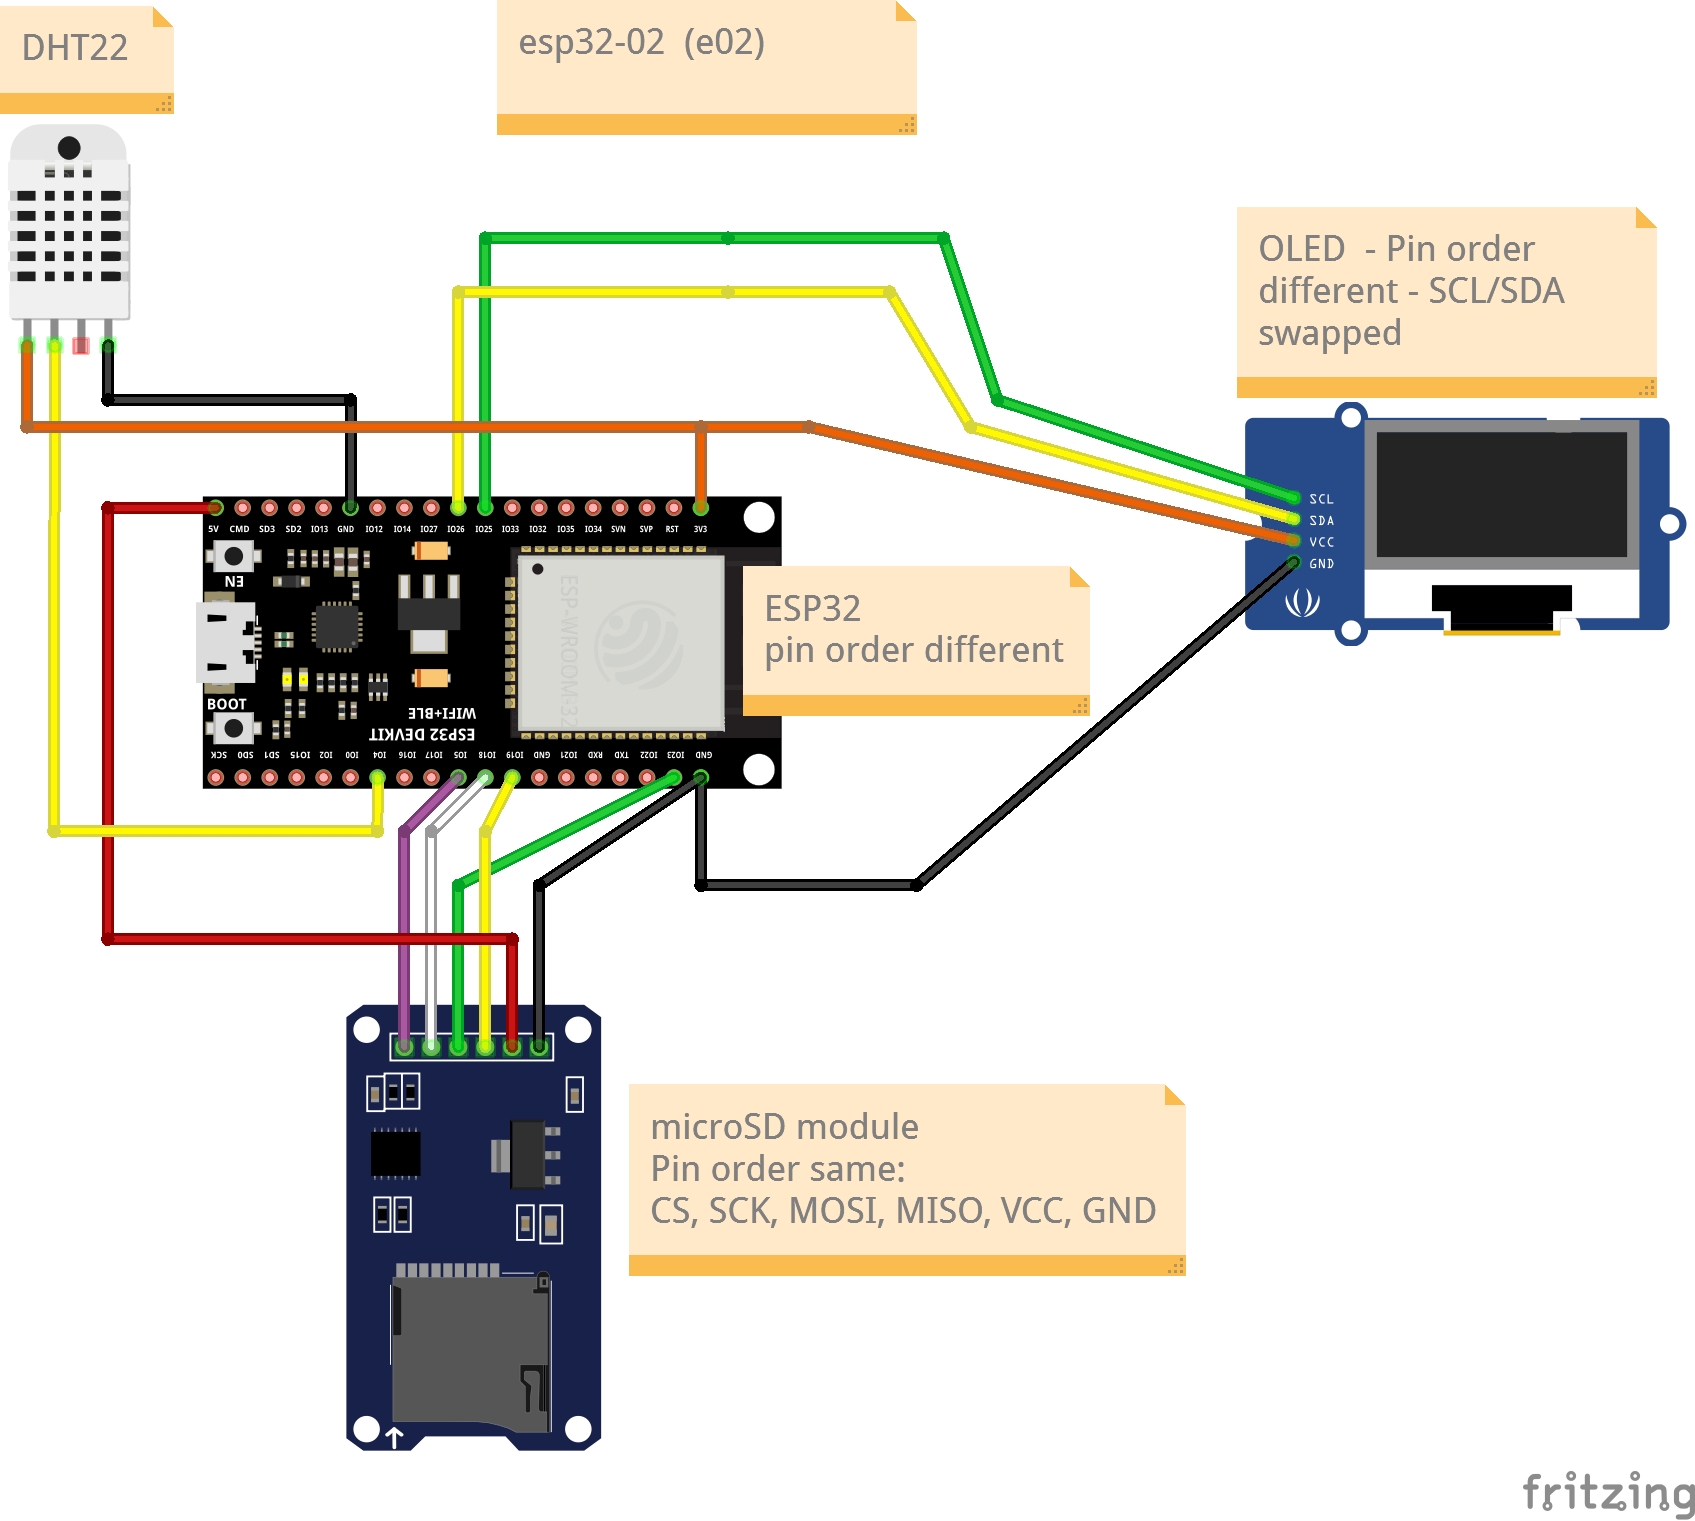 DHT22
esp32-02 (e02)
OLED - Pin order
different - SCL/SDA
swapped
SCL
SDA
VCC
GND
5V CMD SD3 SD2 IO13 GND IO12 IO14 IO27 IO26 IO25 IO33 IO32 IO35 IO34 SVN SVP RST 3V3
EN
ESP-WROOM-32
ESP32
pin order different
BOOT
WIFI+BLE
ESP32 DEVKIT
SCK SD0 SD1 IO15 IO2 IO0 IO4 IO16 IO17 IO5 IO18 IO19 GND IO21 RXD TXD IO22 IO23 GND
microSD module
Pin order same:
CS, SCK, MOSI, MISO, VCC, GND
fritzing